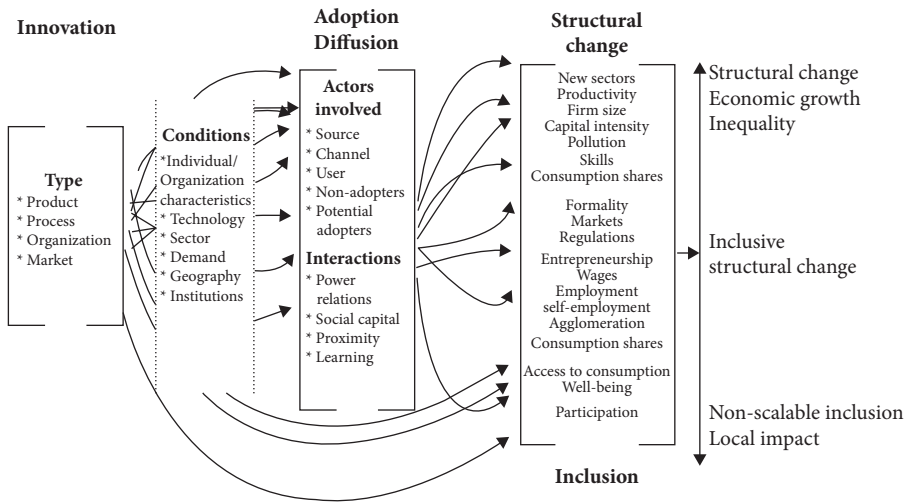 Innovation
Type
* Product
* Process
* Organization
* Market
Conditions
*Individual/
Organization
characteristics
* Technology
* Sector
* Demand
* Geography
* Institutions
Adoption
Diffusion
Actors
involved
* Source
* Channel
* User
* Non-adopters
* Potential
adopters
Interactions
* Power
relations
* Social capital
* Proximity
* Learning
Structural
change
New sectors
Productivity
Firm size
Capital intensity
Pollution
Skills
Consumption shares
Formality
Markets
Regulations
Entrepreneurship
Wages
Employment
self-employment
Agglomeration
Consumption shares
Access to consumption
Well-being
Participation
Inclusion
Structural change
Economic growth
Inequality
Inclusive
structural change
Non-scalable inclusion
Local impact